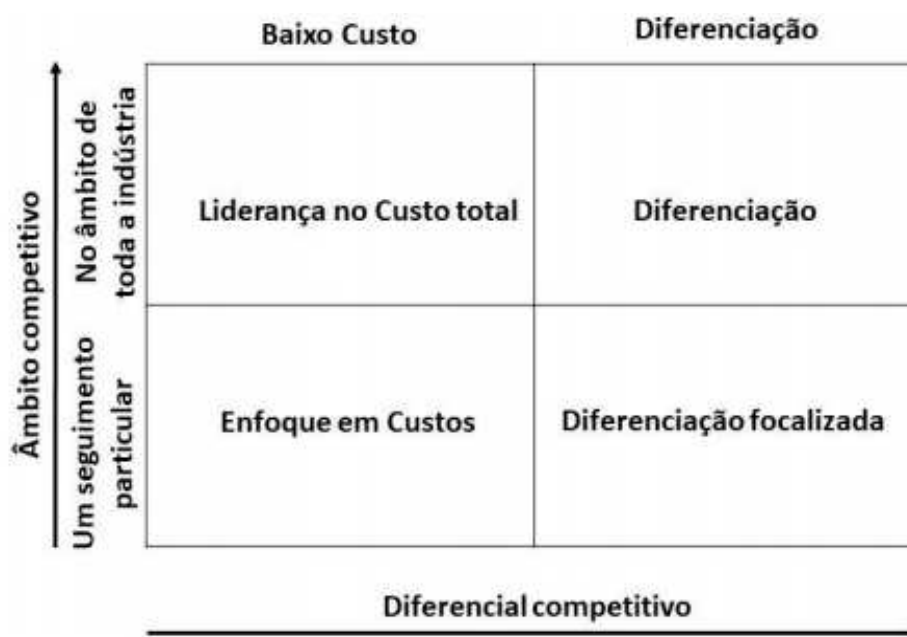 Baixo Custo
Diferenciação
Âmbito competitivo
No âmbito de
toda a indústria
Liderança no Custo total
Diferenciação
Um seguimento
particular
Enfoque em Custos
Diferenciação focalizada
Diferencial competitivo